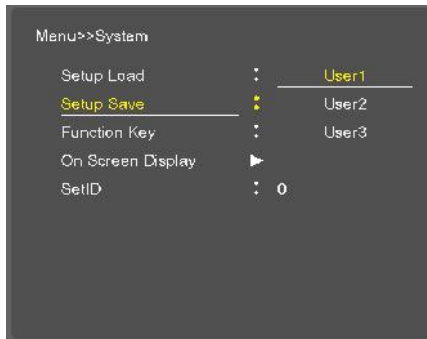 Menu>>System
Setup Load : User1
Setup Save : User2
Function Key : User3
On Screen Display ►
SetID : 0